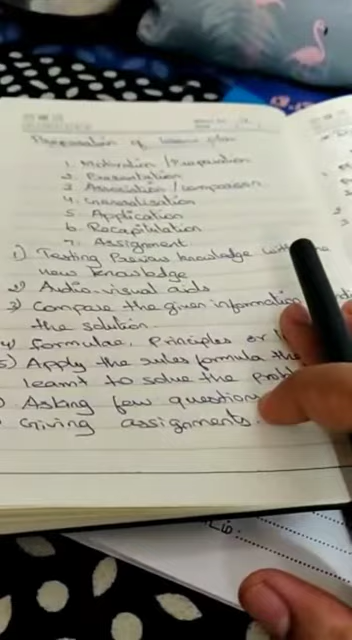 Preparation of lesson plan
1. Motivation / Preparation
2. Presentation
3. Association / comparison
4. Generalisation
5. Application
6. Recapitulation
7. Assignment
1) Testing Previous knowledge with the
new knowledge
2) Audio-visual aids
3) Compare the given information
the solution.
4) formulae, Principles or
5) Apply the rules formula the
learnt to solve the
Asking few questions
Giving assignments.